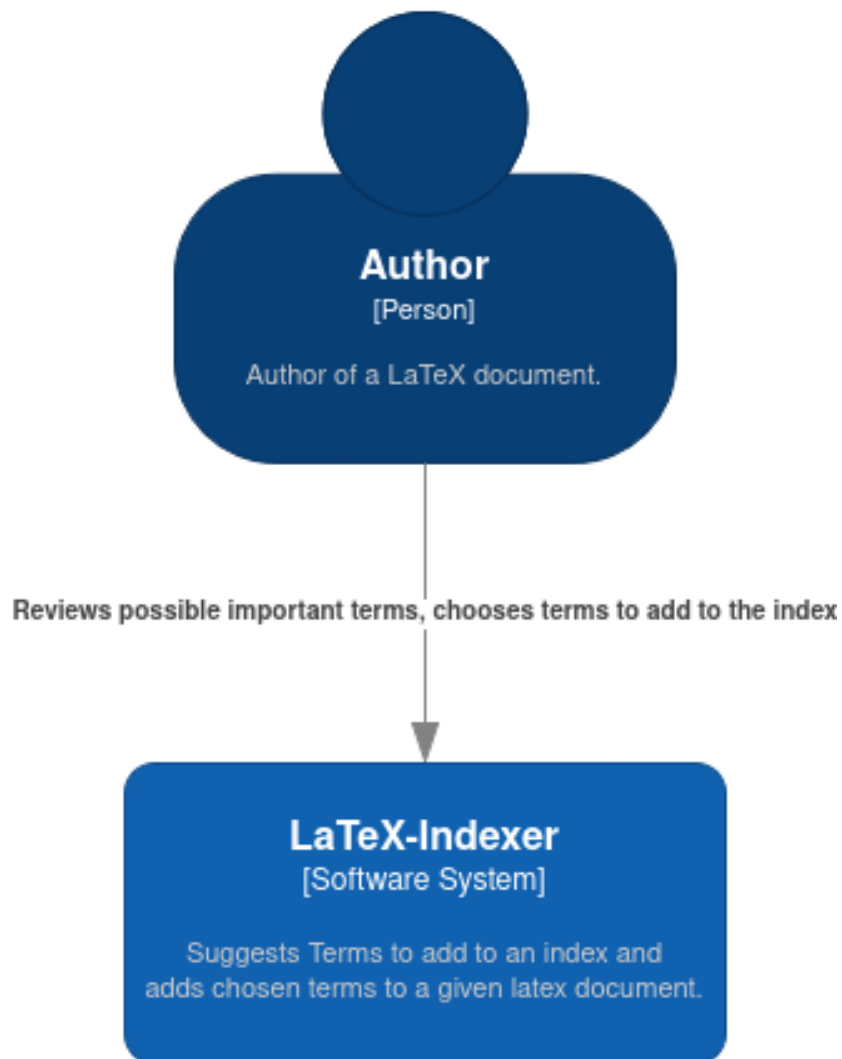 Author
[Person]
Author of a LaTeX document.
Reviews possible important terms, chooses terms to add to the index
LaTeX-Indexer
[Software System]
Suggests Terms to add to an index and
adds chosen terms to a given latex document.